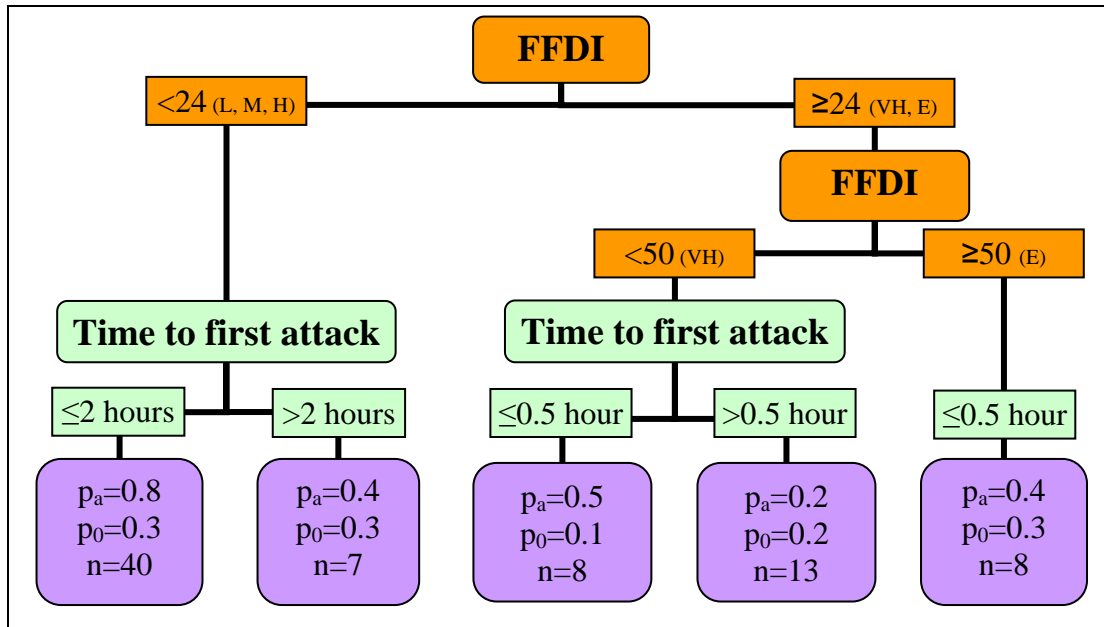 FFDI
<24 (L, M, H)
≥24 (VH, E)
FFDI
<50 (VH)
≥50 (E)
Time to first attack
Time to first attack
≤2 hours
>2 hours
≤0.5 hour
>0.5 hour
≤0.5 hour
pₐ=0.8
p₀=0.3
n=40
pₐ=0.4
p₀=0.3
n=7
pₐ=0.5
p₀=0.1
n=8
pₐ=0.2
p₀=0.2
n=13
pₐ=0.4
p₀=0.3
n=8